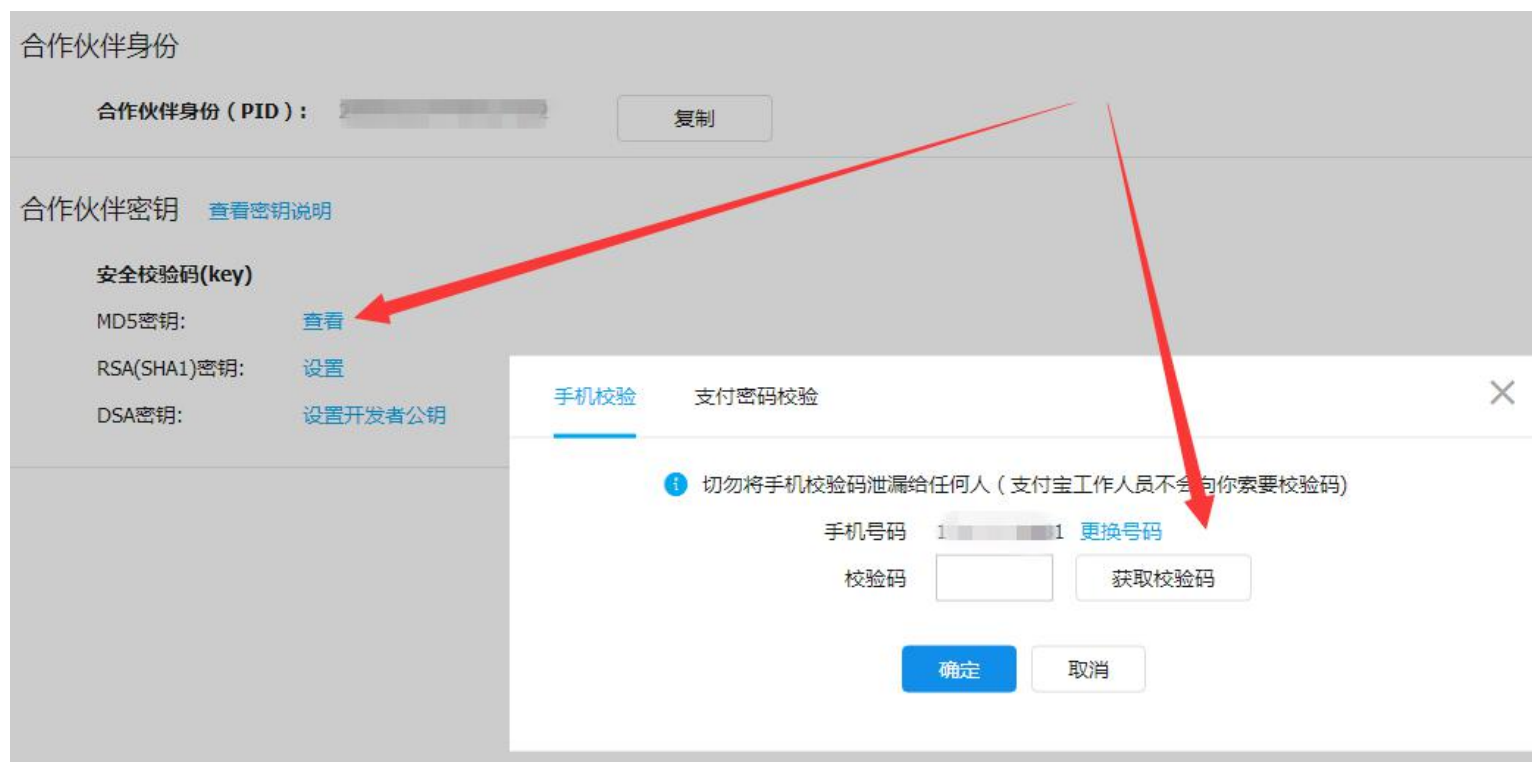 合作伙伴身份
合作伙伴身份（PID）： 2 2 复制
合作伙伴密钥 查看密钥说明
安全校验码(key)
MD5密钥: 查看
RSA(SHA1)密钥: 设置
DSA密钥: 设置开发者公钥
手机校验 支付密码校验
切勿将手机校验码泄漏给任何人（支付宝工作人员不会向你索要校验码)
手机号码 1 1 更换号码
校验码 获取校验码
确定 取消